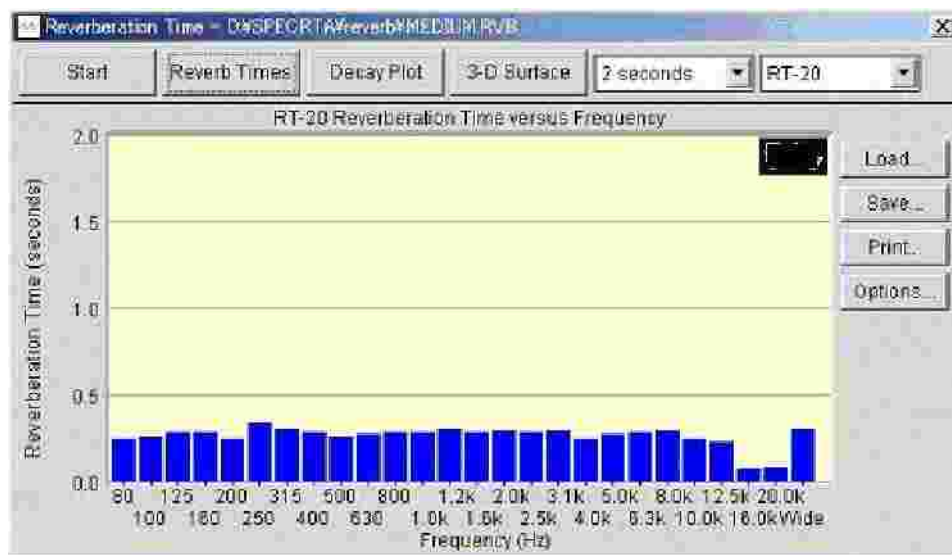 Reverberation Time - D:¥SPECRTA¥reverb¥MEDIUM.RVB
Start Reverb Times Decay Plot 3-D Surface 2 seconds RT-20
RT-20 Reverberation Time versus Frequency
Load...
Save...
Print...
Options...
Reverberation Time (seconds)
2.0
1.5
1.0
0.5
0.0
80 125 200 315 500 800 1.2k 2.0k 3.1k 5.0k 8.0k 12.5k 20.0k
100 160 250 400 630 1.0k 1.6k 2.5k 4.0k 6.3k 10.0k 16.0k Wide
Frequency (Hz)